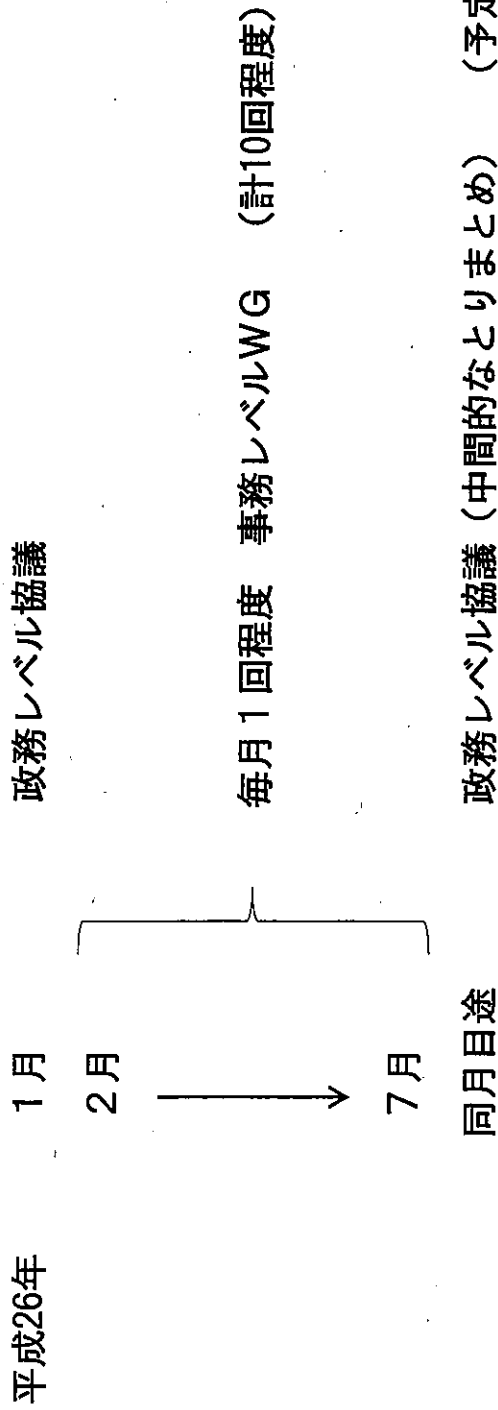 平成26年 1月 政務レベル協議
2月
毎月1回程度 事務レベルWG (計10回程度)
7月
同月目途 政務レベル協議(中間的なとりまとめ) (予定